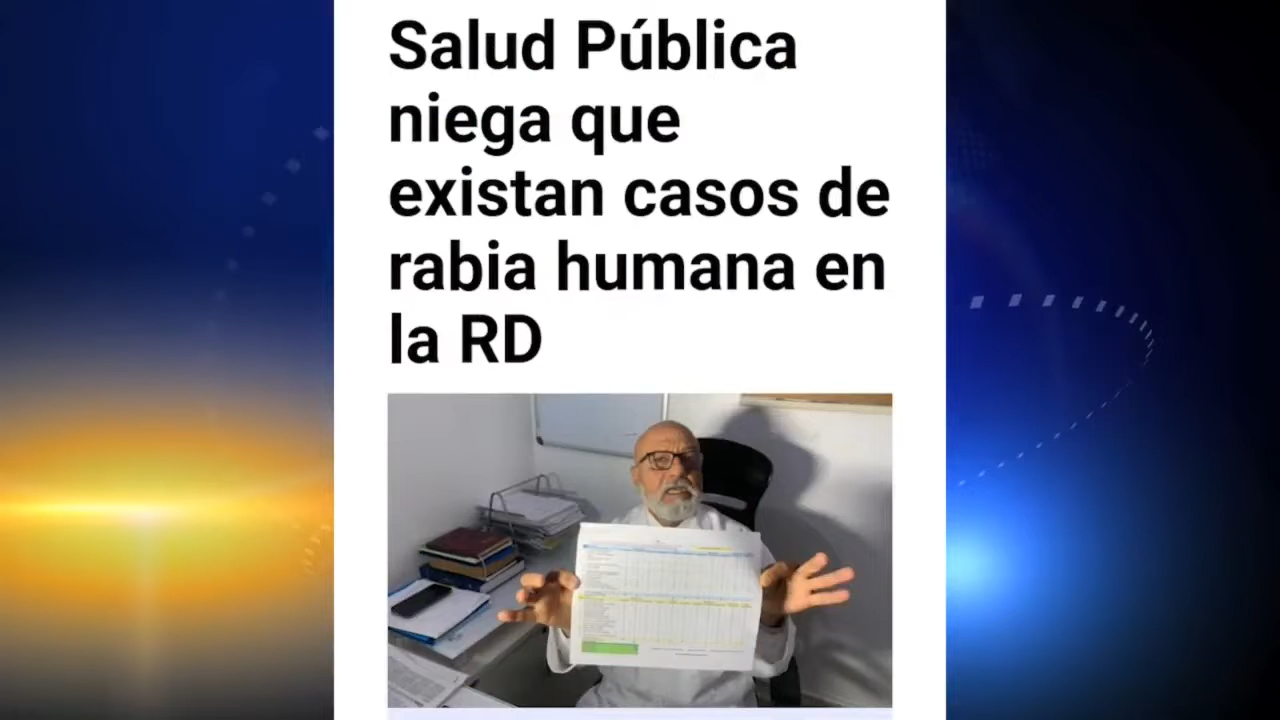 Salud Pública
niega que
existan casos de
rabia humana en
la RD